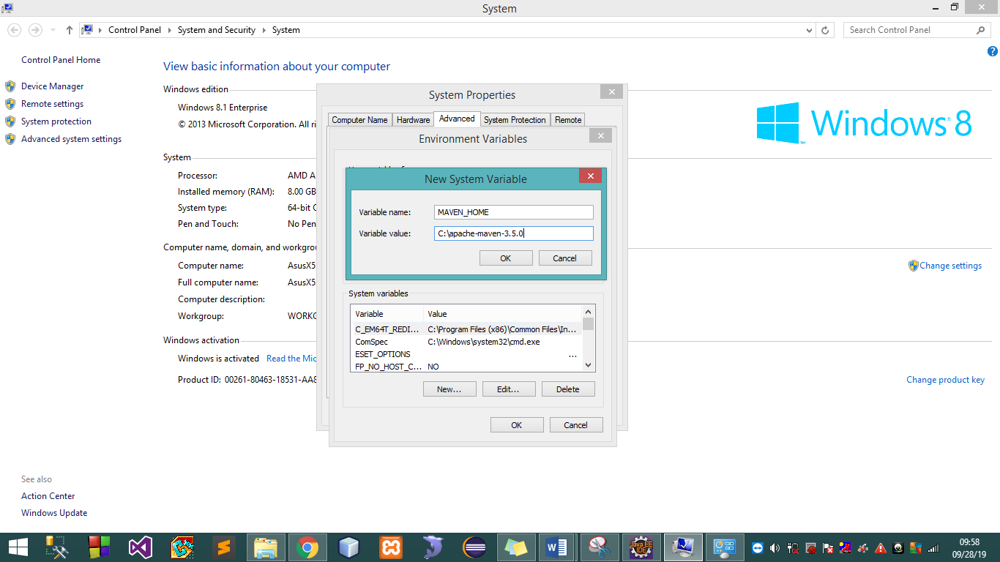 System
Control Panel System and Security System
Search Control Panel
Control Panel Home
Device Manager
Remote settings
System protection
Advanced system settings
See also
Action Center
Windows Update
View basic information about your computer
Windows edition
Windows 8.1 Enterprise
© 2013 Microsoft Corporation. All ri
Windows 8
System
Processor: AMD A
Installed memory (RAM): 8.00 GB
System type: 64-bit
Pen and Touch: No Pen
Computer name, domain, and workgrou
Computer name: AsusX5
Full computer name: AsusX5
Computer description:
Workgroup: WORKG
Change settings
Windows activation
Windows is activated Read the Mic
Product ID: 00261-80463-18531-AA8
Change product key
System Properties
Computer Name Hardware Advanced System Protection Remote
Environment Variables
New System Variable
Variable name: MAVEN_HOME
Variable value: C:\apache-maven-3.5.0
OK Cancel
System variables
Variable Value
C_EM64T_REDI... C:\Program Files (x86)\Common Files\In...
ComSpec C:\Windows\system32\cmd.exe
ESET_OPTIONS ...
FP_NO_HOST_C... NO
New... Edit... Delete
OK Cancel
Java EE
IDE
09:58
09/28/19